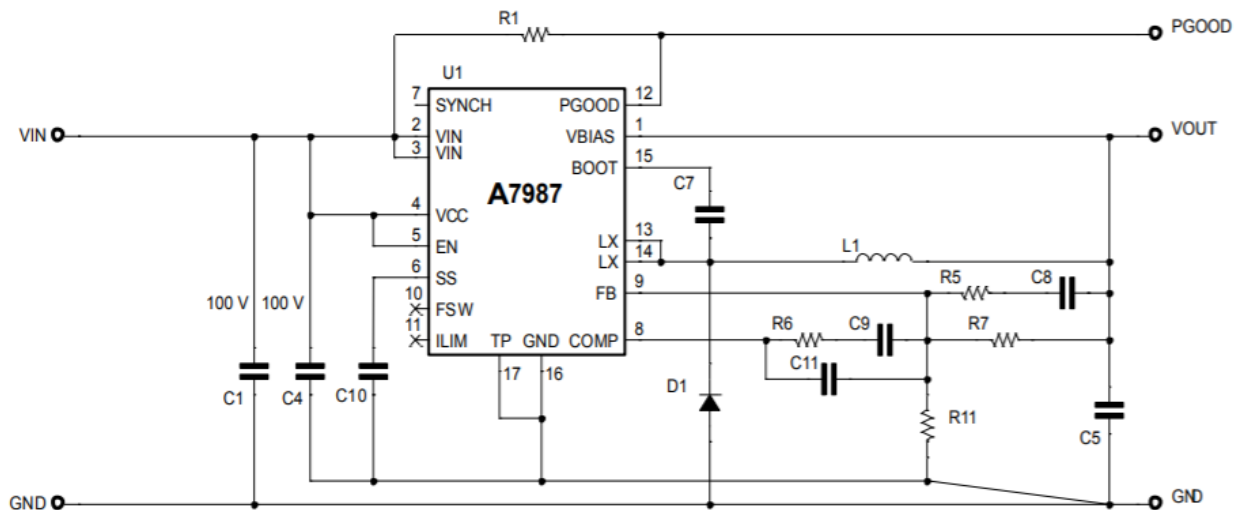 R1
PGOOD
U1
7 SYNCH PGOOD 12
VIN 2 VIN VBIAS 1 VOUT
3 VIN
BOOT 15
C7
A7987
4 VCC
LX 13
5 EN
LX 14 L1
6 SS
FB 9 R5 C8
100 V 100 V
10 FSW
11 ILIM TP GND COMP 8 R6 C9 R7
17 16
C11
C1 C4 C10
D1
R11
C5
GND GND